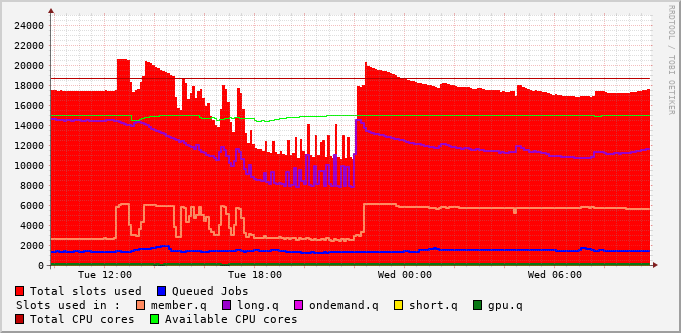 24000
22000
20000
18000
16000
14000
12000
10000
8000
6000
4000
2000
0
Tue 12:00 Tue 18:00 Wed 00:00 Wed 06:00
RRDTOOL / TOBI OETIKER
Total slots used Queued Jobs
Slots used in : member.q long.q ondemand.q short.q gpu.q
Total CPU cores Available CPU cores